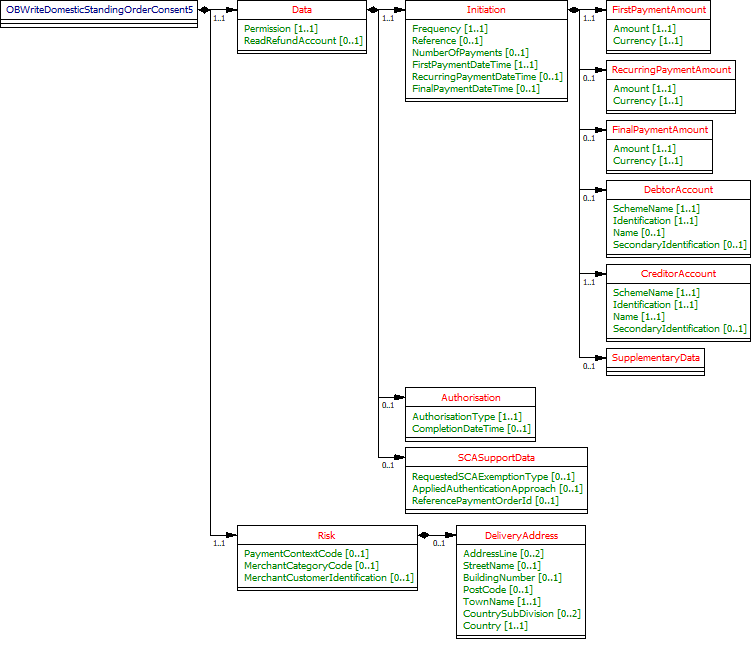 OBWriteDomesticStandingOrderConsent5
1..1
Data
Permission [1..1]
ReadRefundAccount [0..1]
1..1
Initiation
Frequency [1..1]
Reference [0..1]
NumberOfPayments [0..1]
FirstPaymentDateTime [1..1]
RecurringPaymentDateTime [0..1]
FinalPaymentDateTime [0..1]
1..1
FirstPaymentAmount
Amount [1..1]
Currency [1..1]
0..1
RecurringPaymentAmount
Amount [1..1]
Currency [1..1]
0..1
FinalPaymentAmount
Amount [1..1]
Currency [1..1]
0..1
DebtorAccount
SchemeName [1..1]
Identification [1..1]
Name [0..1]
SecondaryIdentification [0..1]
1..1
CreditorAccount
SchemeName [1..1]
Identification [1..1]
Name [1..1]
SecondaryIdentification [0..1]
0..1
SupplementaryData
0..1
Authorisation
AuthorisationType [1..1]
CompletionDateTime [0..1]
0..1
SCASupportData
RequestedSCAExemptionType [0..1]
AppliedAuthenticationApproach [0..1]
ReferencePaymentOrderId [0..1]
1..1
Risk
PaymentContextCode [0..1]
MerchantCategoryCode [0..1]
MerchantCustomerIdentification [0..1]
0..1
DeliveryAddress
AddressLine [0..2]
StreetName [0..1]
BuildingNumber [0..1]
PostCode [0..1]
TownName [1..1]
CountrySubDivision [0..2]
Country [1..1]